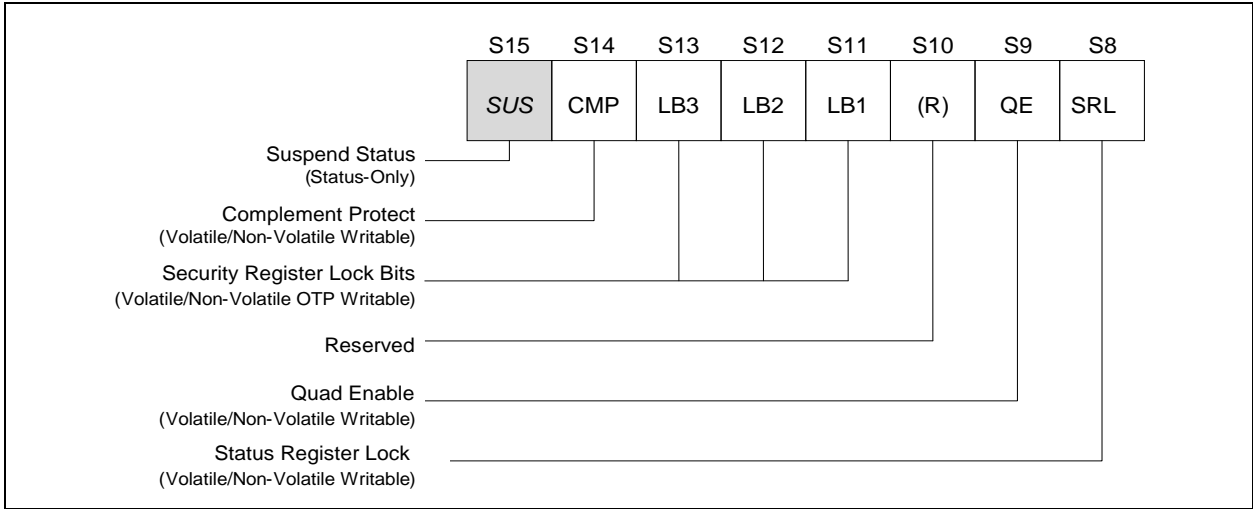 S15 S14 S13 S12 S11 S10 S9 S8
SUS CMP LB3 LB2 LB1 (R) QE SRL
Suspend Status
(Status-Only)
Complement Protect
(Volatile/Non-Volatile Writable)
Security Register Lock Bits
(Volatile/Non-Volatile OTP Writable)
Reserved
Quad Enable
(Volatile/Non-Volatile Writable)
Status Register Lock
(Volatile/Non-Volatile Writable)